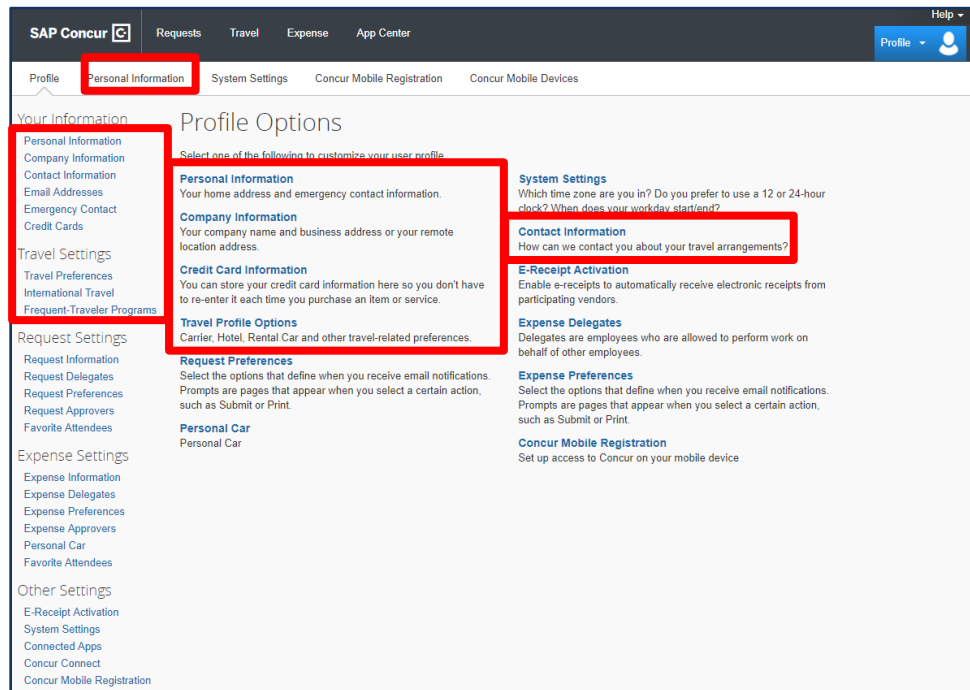 Help
SAP Concur C
Requests
Travel
Expense
App Center
Profile
Profile
Personal Information
System Settings
Concur Mobile Registration
Concur Mobile Devices
Your Information
Personal Information
Company Information
Contact Information
Email Addresses
Emergency Contact
Credit Cards
Travel Settings
Travel Preferences
International Travel
Frequent-Traveler Programs
Request Settings
Request Information
Request Delegates
Request Preferences
Request Approvers
Favorite Attendees
Expense Settings
Expense Information
Expense Delegates
Expense Preferences
Expense Approvers
Personal Car
Favorite Attendees
Other Settings
E-Receipt Activation
System Settings
Connected Apps
Concur Connect
Concur Mobile Registration
Profile Options
Select one of the following to customize your user profile.
Personal Information
Your home address and emergency contact information.
Company Information
Your company name and business address or your remote
location address.
Credit Card Information
You can store your credit card information here so you don't have
to re-enter it each time you purchase an item or service.
Travel Profile Options
Carrier, Hotel, Rental Car and other travel-related preferences.
Request Preferences
Select the options that define when you receive email notifications.
Prompts are pages that appear when you select a certain action,
such as Submit or Print.
Personal Car
Personal Car
System Settings
Which time zone are you in? Do you prefer to use a 12 or 24-hour
clock? When does your workday start/end?
Contact Information
How can we contact you about your travel arrangements?
E-Receipt Activation
Enable e-receipts to automatically receive electronic receipts from
participating vendors.
Expense Delegates
Delegates are employees who are allowed to perform work on
behalf of other employees.
Expense Preferences
Select the options that define when you receive email notifications.
Prompts are pages that appear when you select a certain action,
such as Submit or Print.
Concur Mobile Registration
Set up access to Concur on your mobile device